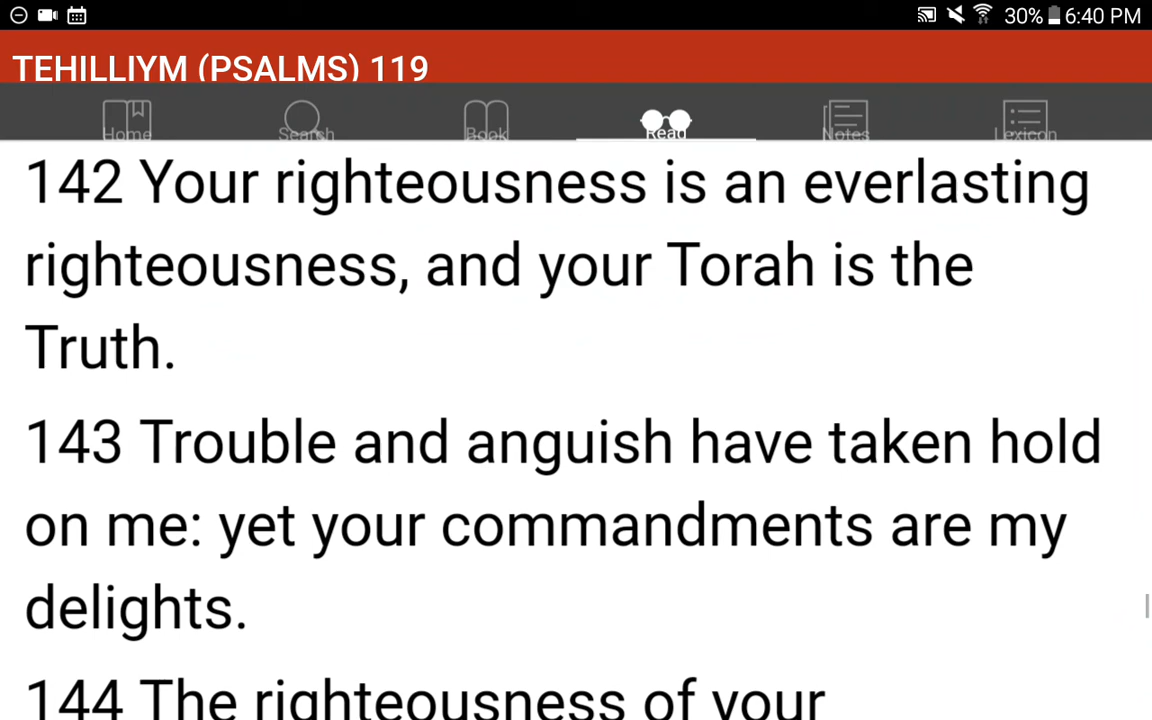 30% 6:40 PM
TEHILLIYM (PSALMS) 119
Home Search Book Read Notes Lexicon
142 Your righteousness is an everlasting
righteousness, and your Torah is the
Truth.
143 Trouble and anguish have taken hold
on me: yet your commandments are my
delights.
144 The righteousness of your